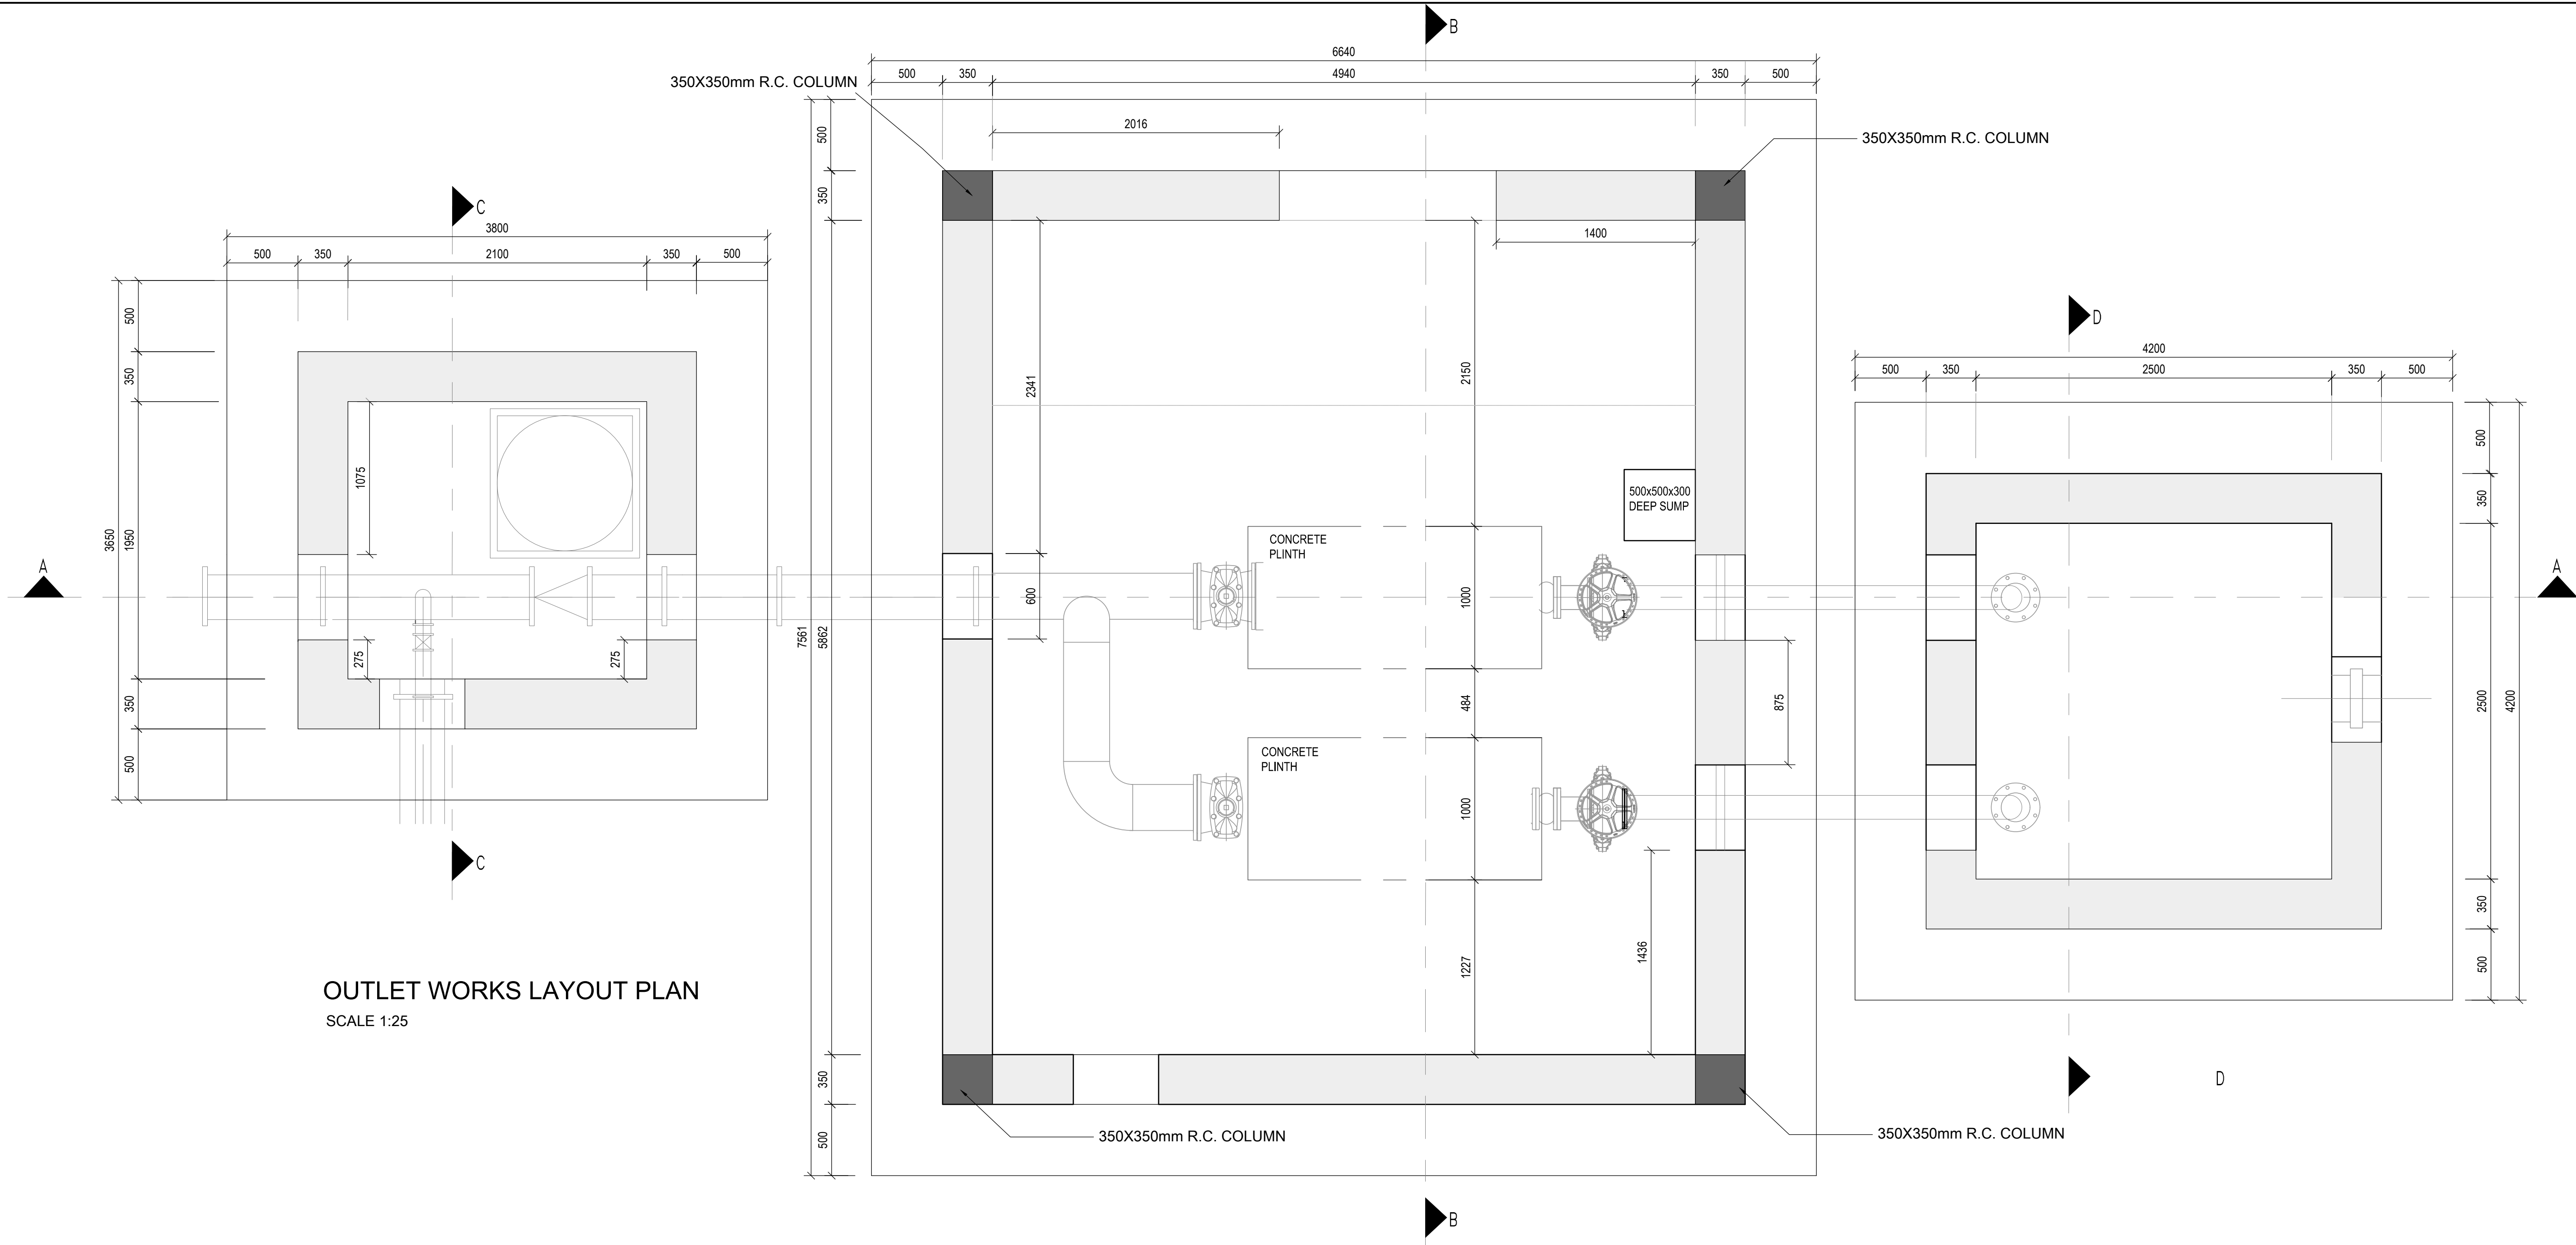 B
6640
500 350 4940 350 500
350X350mm R.C. COLUMN
2016
350X350mm R.C. COLUMN
500
350
1400
C
3800
500 350 2100 350 500
500
350
1075
3650
1950
275
275
350
500
A
C
7561
5862
2341
600
2150
1000
484
1000
1227
500x500x300
DEEP SUMP
CONCRETE
PLINTH
CONCRETE
PLINTH
875
1436
350
500
D
4200
500 350 2500 350 500
500
350
2500
4200
350
500
A
D
OUTLET WORKS LAYOUT PLAN
SCALE 1:25
350X350mm R.C. COLUMN
350X350mm R.C. COLUMN
B